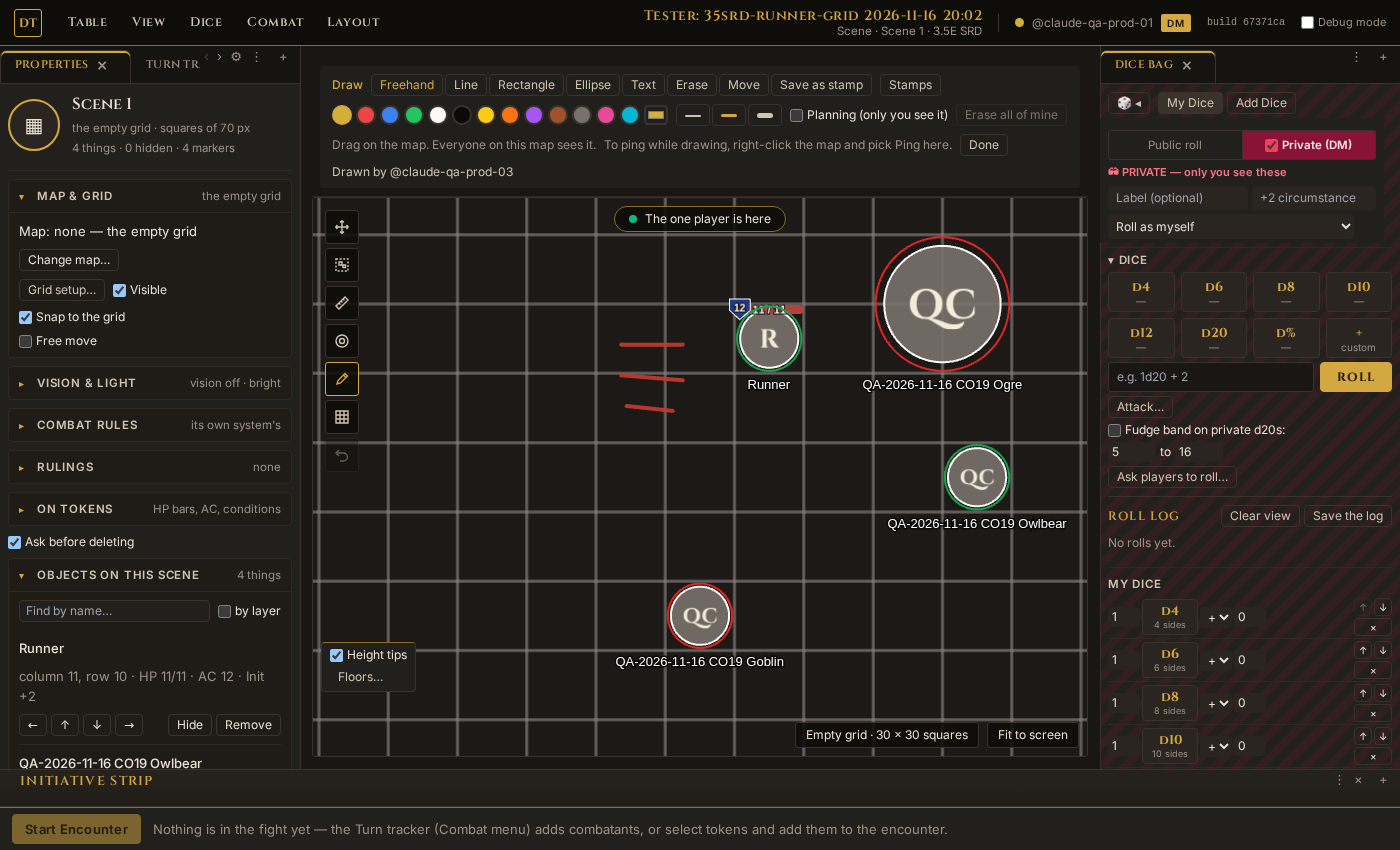 DT
TABLE VIEW DICE COMBAT LAYOUT
TESTER: 35SRD-RUNNER-GRID 2026-11-16 20:02
Scene · Scene 1 · 3.5E SRD
@claude-qa-prod-01 DM build 67371ca Debug mode
PROPERTIES × TURN TR
SCENE 1
the empty grid · squares of 70 px
4 things · 0 hidden · 4 markers
MAP & GRID the empty grid
Map: none — the empty grid
Change map...
Grid setup... Visible
Snap to the grid
Free move
VISION & LIGHT vision off · bright
COMBAT RULES its own system's
RULINGS none
ON TOKENS HP bars, AC, conditions
Ask before deleting
OBJECTS ON THIS SCENE 4 things
Find by name... by layer
Runner
column 11, row 10 · HP 11/11 · AC 12 · Init
+2
← ↑ ↓ → Hide Remove
QA-2026-11-16 CO19 Owlbear
Draw Freehand Line Rectangle Ellipse Text Erase Move Save as stamp Stamps
Planning (only you see it) Erase all of mine
Drag on the map. Everyone on this map sees it. To ping while drawing, right-click the map and pick Ping here. Done
Drawn by @claude-qa-prod-03
The one player is here
12 11/11
R
Runner
QC
QA-2026-11-16 CO19 Ogre
QC
QA-2026-11-16 CO19 Owlbear
QC
QA-2026-11-16 CO19 Goblin
Height tips
Floors...
Empty grid · 30 × 30 squares Fit to screen
DICE BAG ×
My Dice Add Dice
Public roll Private (DM)
PRIVATE — only you see these
Label (optional) +2 circumstance
Roll as myself
DICE
D4 D6 D8 D10
— — — —
D12 D20 D% +
— — — custom
e.g. 1d20 + 2 ROLL
Attack...
Fudge band on private d20s:
5 to 16
Ask players to roll...
ROLL LOG Clear view Save the log
No rolls yet.
MY DICE
1 D4 4 sides + 0 ↑ ↓ ×
1 D6 6 sides + 0 ↑ ↓ ×
1 D8 8 sides + 0 ↑ ↓ ×
1 D10 10 sides + 0 ↑ ↓ ×
INITIATIVE STRIP
Start Encounter Nothing is in the fight yet — the Turn tracker (Combat menu) adds combatants, or select tokens and add them to the encounter.